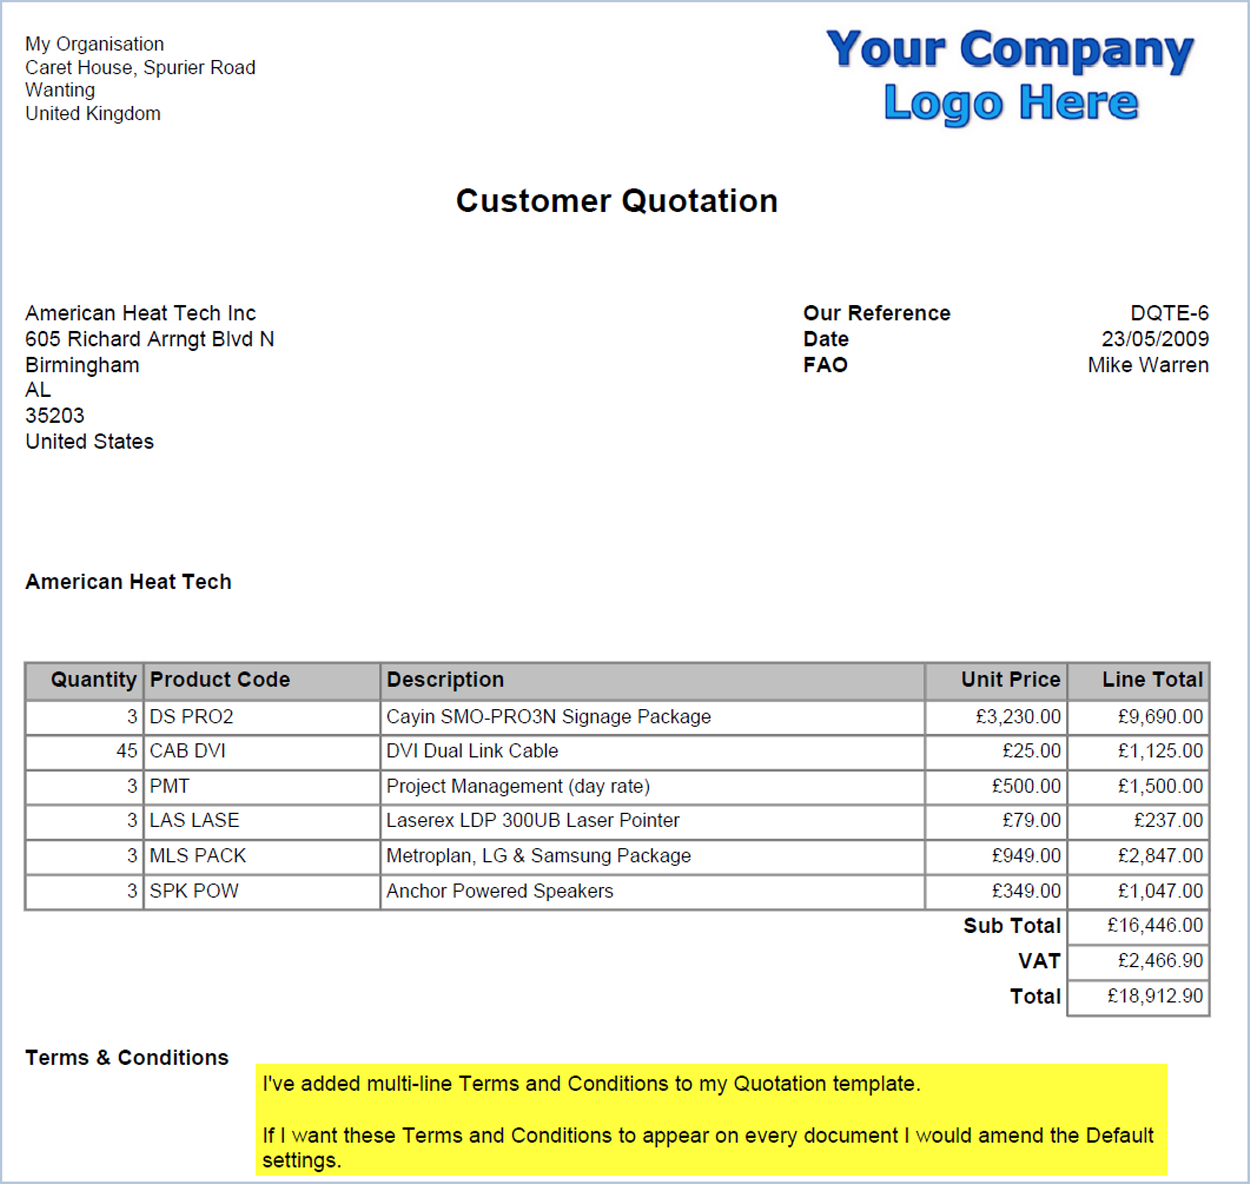 My Organisation
Caret House, Spurier Road
Wanting
United Kingdom
Your Company
Logo Here
Customer Quotation
American Heat Tech Inc
605 Richard Arrngt Blvd N
Birmingham
AL
35203
United States
Our Reference DQTE-6
Date 23/05/2009
FAO Mike Warren
American Heat Tech
Quantity Product Code Description Unit Price Line Total
3 DS PRO2 Cayin SMO-PRO3N Signage Package £3,230.00 £9,690.00
45 CAB DVI DVI Dual Link Cable £25.00 £1,125.00
3 PMT Project Management (day rate) £500.00 £1,500.00
3 LAS LASE Laserex LDP 300UB Laser Pointer £79.00 £237.00
3 MLS PACK Metroplan, LG & Samsung Package £949.00 £2,847.00
3 SPK POW Anchor Powered Speakers £349.00 £1,047.00
Sub Total £16,446.00
VAT £2,466.90
Total £18,912.90
Terms & Conditions
I've added multi-line Terms and Conditions to my Quotation template.
If I want these Terms and Conditions to appear on every document I would amend the Default
settings.